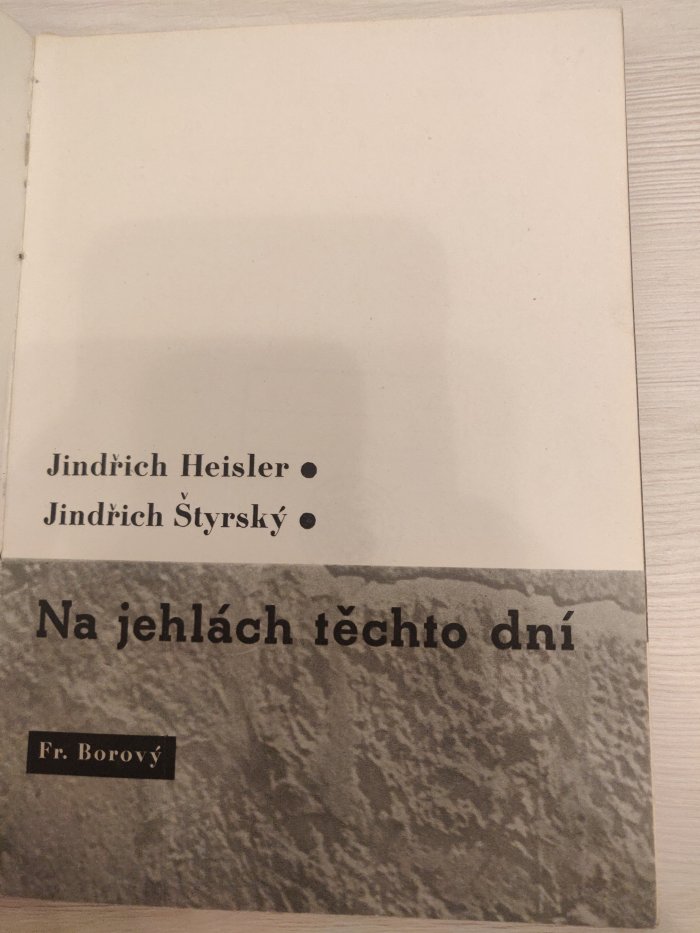 Jindřich Heisler ●
Jindřich Štyrský ●
Na jehlách těchto dní
Fr. Borový